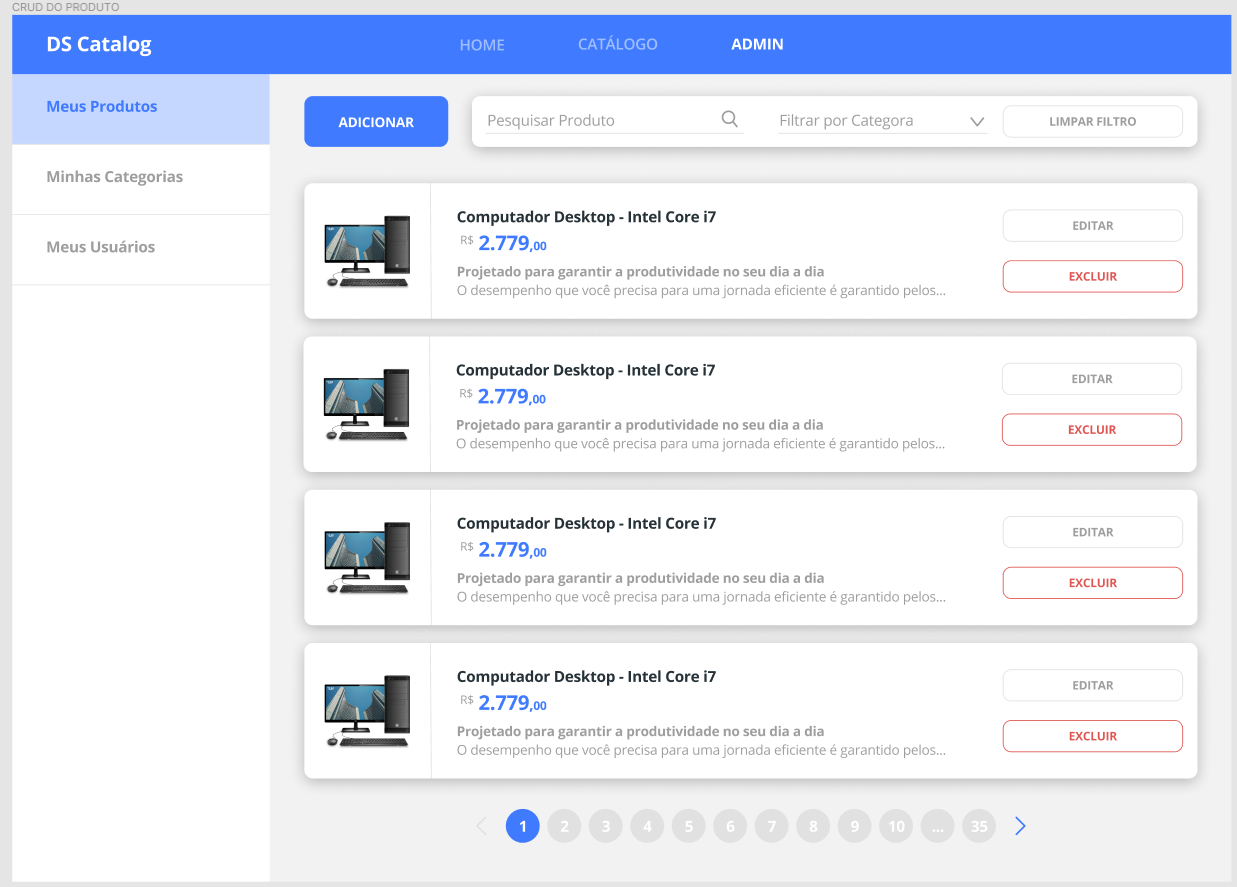 CRUD DO PRODUTO
DS Catalog
HOME
CATÁLOGO
ADMIN
Meus Produtos
Minhas Categorias
Meus Usuários
ADICIONAR
Pesquisar Produto
Filtrar por Categora
LIMPAR FILTRO
Computador Desktop - Intel Core i7
R$ 2.779,00
Projetado para garantir a produtividade no seu dia a dia
O desempenho que você precisa para uma jornada eficiente é garantido pelos...
EDITAR
EXCLUIR
Computador Desktop - Intel Core i7
R$ 2.779,00
Projetado para garantir a produtividade no seu dia a dia
O desempenho que você precisa para uma jornada eficiente é garantido pelos...
EDITAR
EXCLUIR
Computador Desktop - Intel Core i7
R$ 2.779,00
Projetado para garantir a produtividade no seu dia a dia
O desempenho que você precisa para uma jornada eficiente é garantido pelos...
EDITAR
EXCLUIR
Computador Desktop - Intel Core i7
R$ 2.779,00
Projetado para garantir a produtividade no seu dia a dia
O desempenho que você precisa para uma jornada eficiente é garantido pelos...
EDITAR
EXCLUIR
1 2 3 4 5 6 7 8 9 10 ... 35